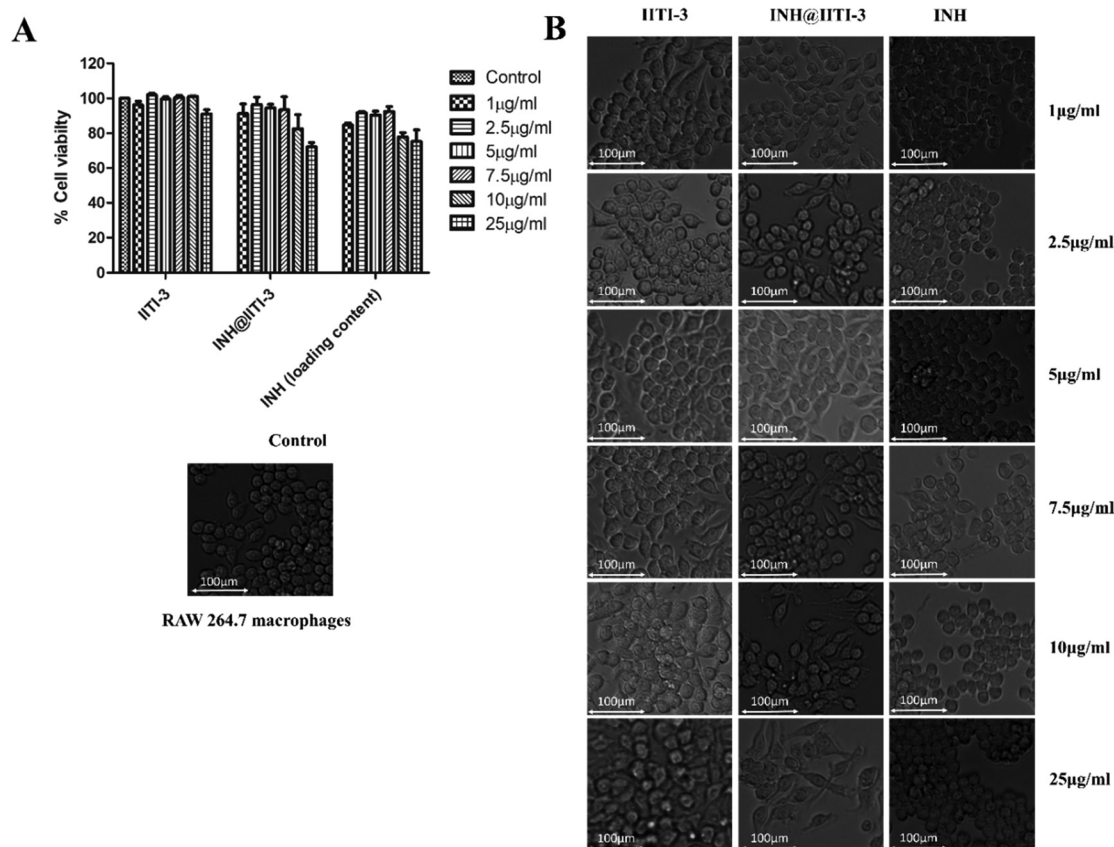 A
120
100
80
60
40
20
0
% Cell viabilty
IITI-3
INH@IITI-3
INH (loading content)
Control
1μg/ml
2.5μg/ml
5μg/ml
7.5μg/ml
10μg/ml
25μg/ml
Control
100μm
RAW 264.7 macrophages
B
IITI-3 INH@IITI-3 INH
100μm 100μm 100μm 1μg/ml
100μm 100μm 100μm 2.5μg/ml
100μm 100μm 100μm 5μg/ml
100μm 100μm 100μm 7.5μg/ml
100μm 100μm 100μm 10μg/ml
100μm 100μm 100μm 25μg/ml